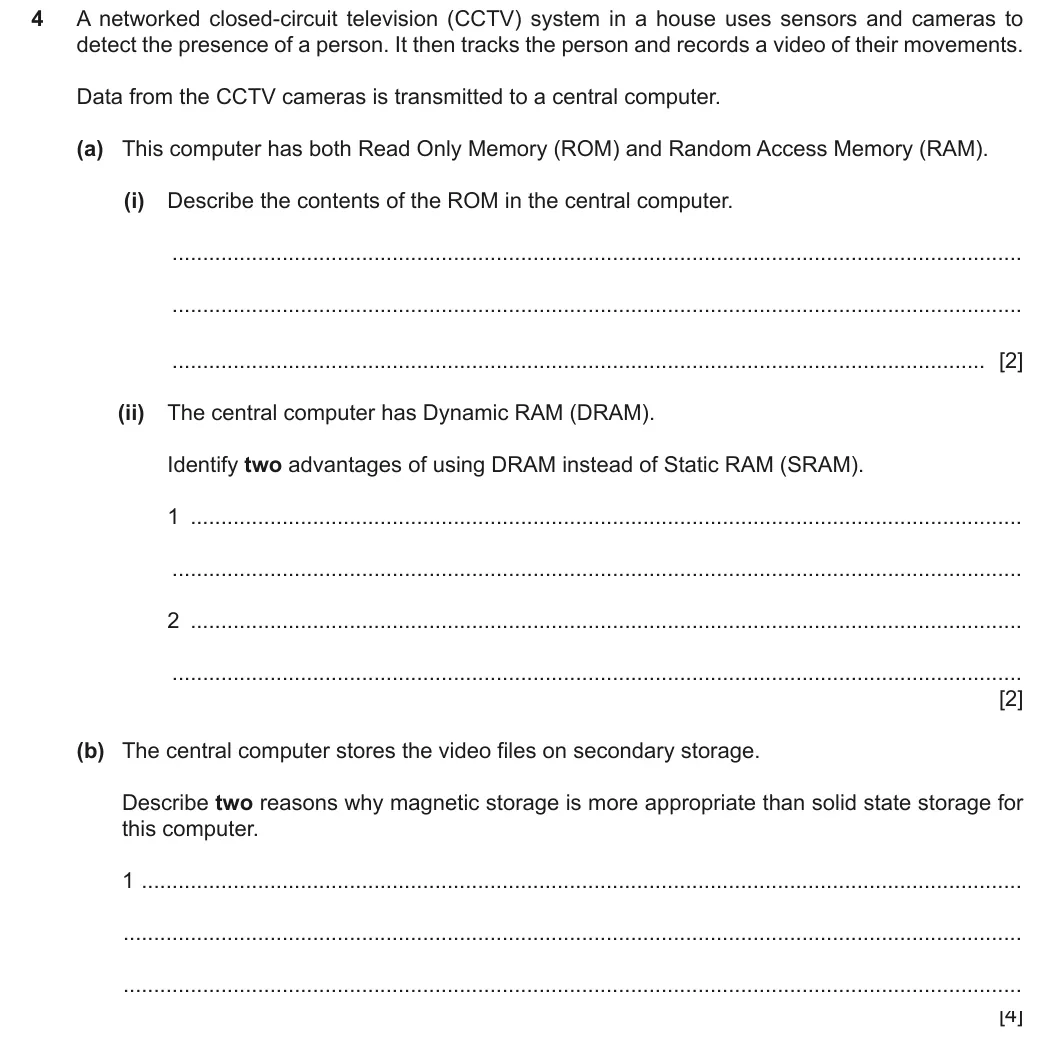 4 A networked closed-circuit television (CCTV) system in a house uses sensors and cameras to
detect the presence of a person. It then tracks the person and records a video of their movements.
Data from the CCTV cameras is transmitted to a central computer.
(a) This computer has both Read Only Memory (ROM) and Random Access Memory (RAM).
(i) Describe the contents of the ROM in the central computer.
...................................................................................................................................
...................................................................................................................................
............................................................................................................................. [2]
(ii) The central computer has Dynamic RAM (DRAM).
Identify two advantages of using DRAM instead of Static RAM (SRAM).
1 ................................................................................................................................
...................................................................................................................................
2 ................................................................................................................................
...................................................................................................................................
[2]
(b) The central computer stores the video files on secondary storage.
Describe two reasons why magnetic storage is more appropriate than solid state storage for
this computer.
1 ........................................................................................................................................
...........................................................................................................................................
...........................................................................................................................................
[4]